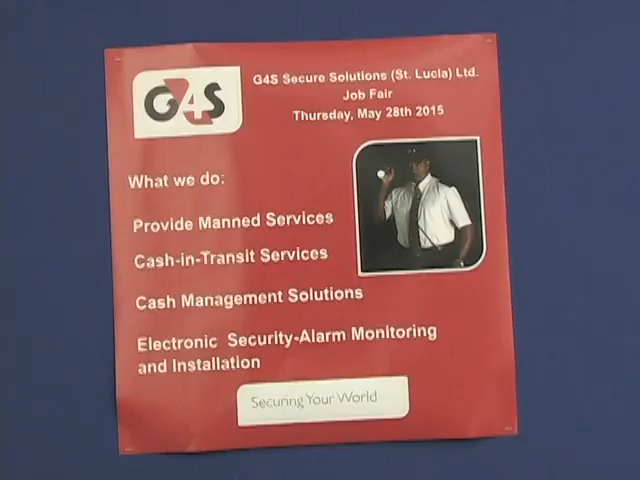 G4S
G4S Secure Solutions (St. Lucia) Ltd.
Job Fair
Thursday, May 28th 2015
What we do:
Provide Manned Services
Cash-in-Transit Services
Cash Management Solutions
Electronic Security-Alarm Monitoring
and Installation
Securing Your World